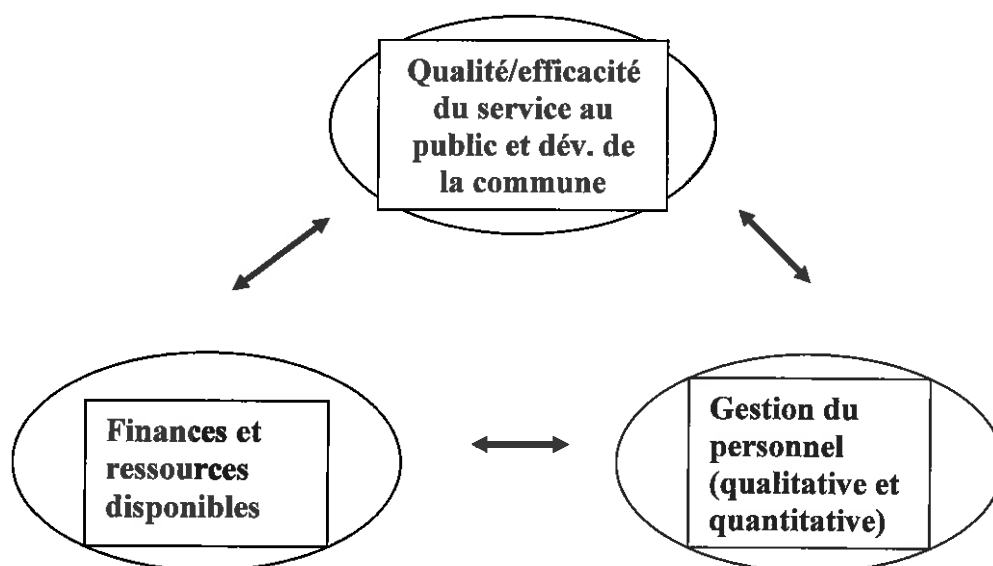 Qualité/efficacité
du service au
public et dév. de
la commune
Finances et
ressources
disponibles
Gestion du
personnel
(qualitative et
quantitative)